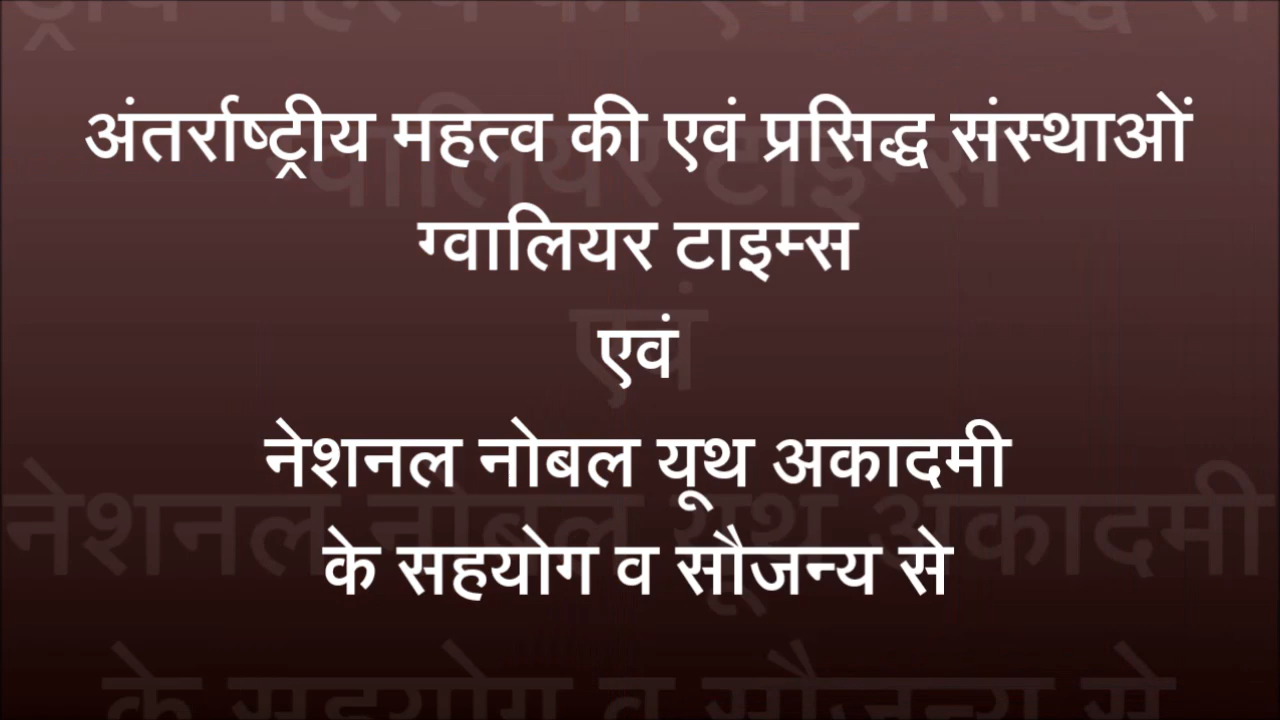 अंतर्राष्ट्रीय महत्व की एवं प्रसिद्ध संस्थाओं
ग्वालियर टाइम्स
एवं
नेशनल नोबल यूथ अकादमी
के सहयोग व सौजन्य से